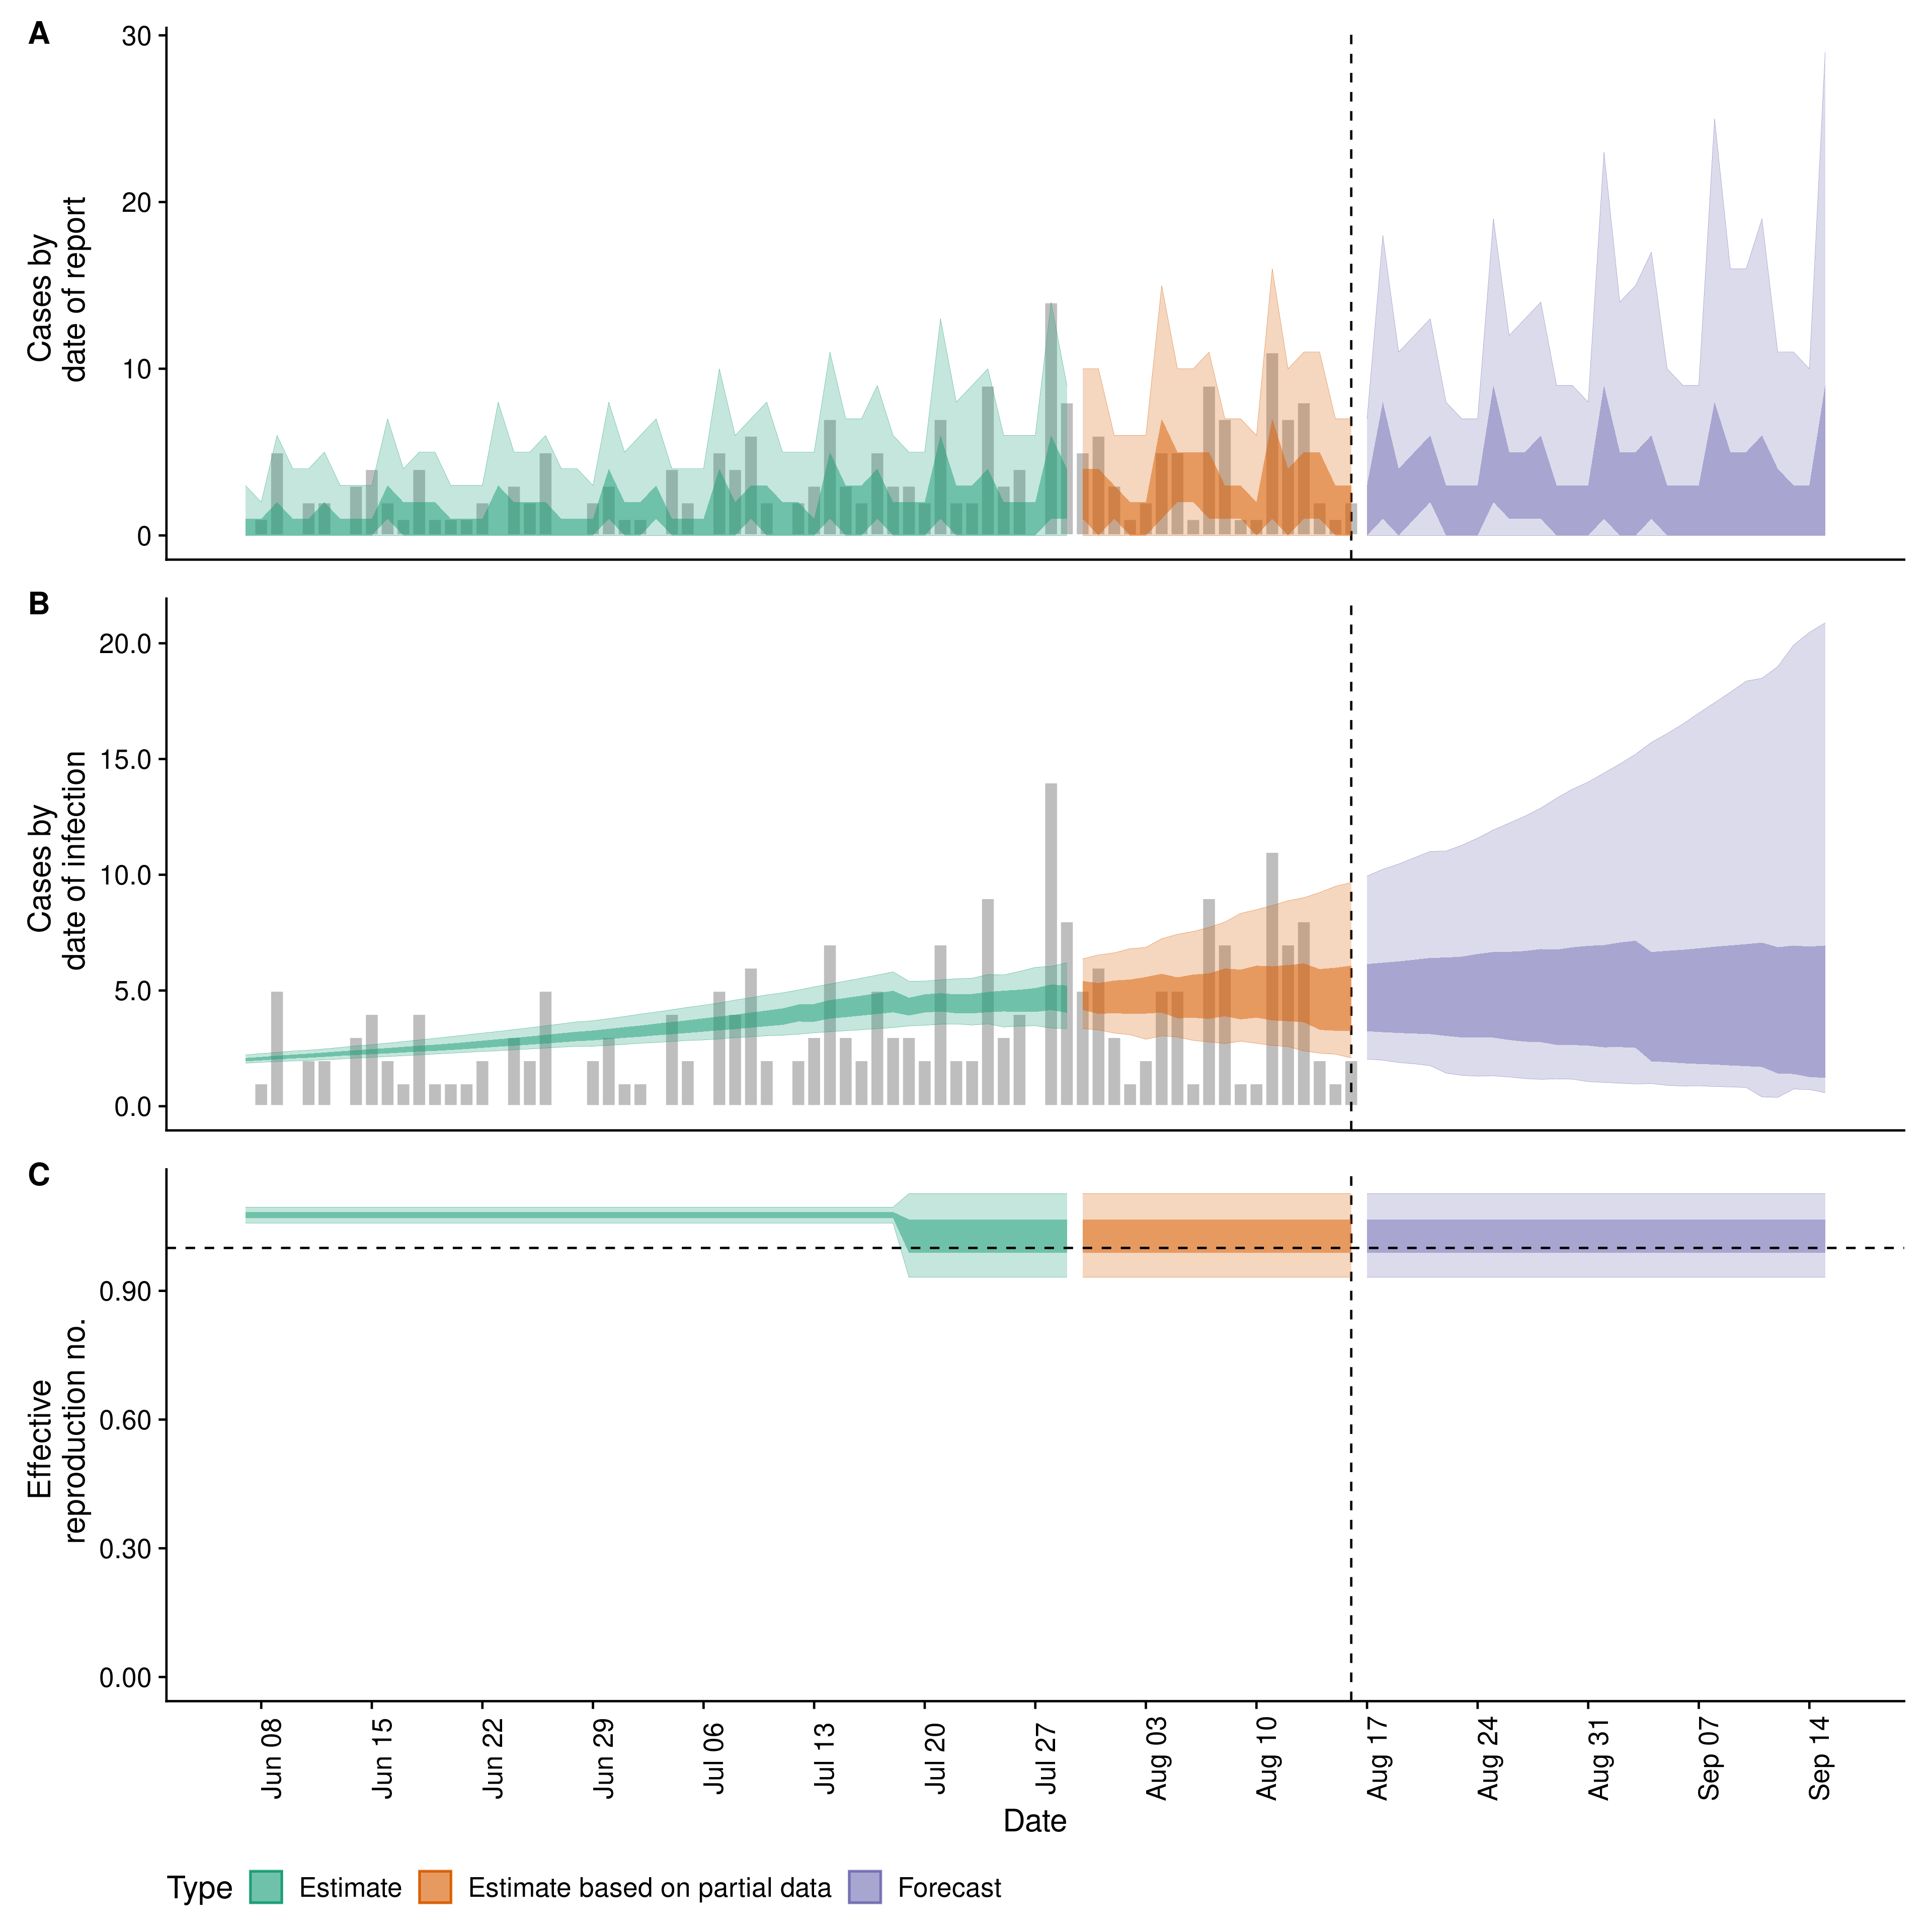 A
30
20
10
0
Cases by
date of report
B
20.0
15.0
10.0
5.0
0.0
Cases by
date of infection
C
0.90
0.60
0.30
0.00
Effective
reproduction no.
Jun 08
Jun 15
Jun 22
Jun 29
Jul 06
Jul 13
Jul 20
Jul 27
Aug 03
Aug 10
Aug 17
Aug 24
Aug 31
Sep 07
Sep 14
Date
Type Estimate Estimate based on partial data Forecast